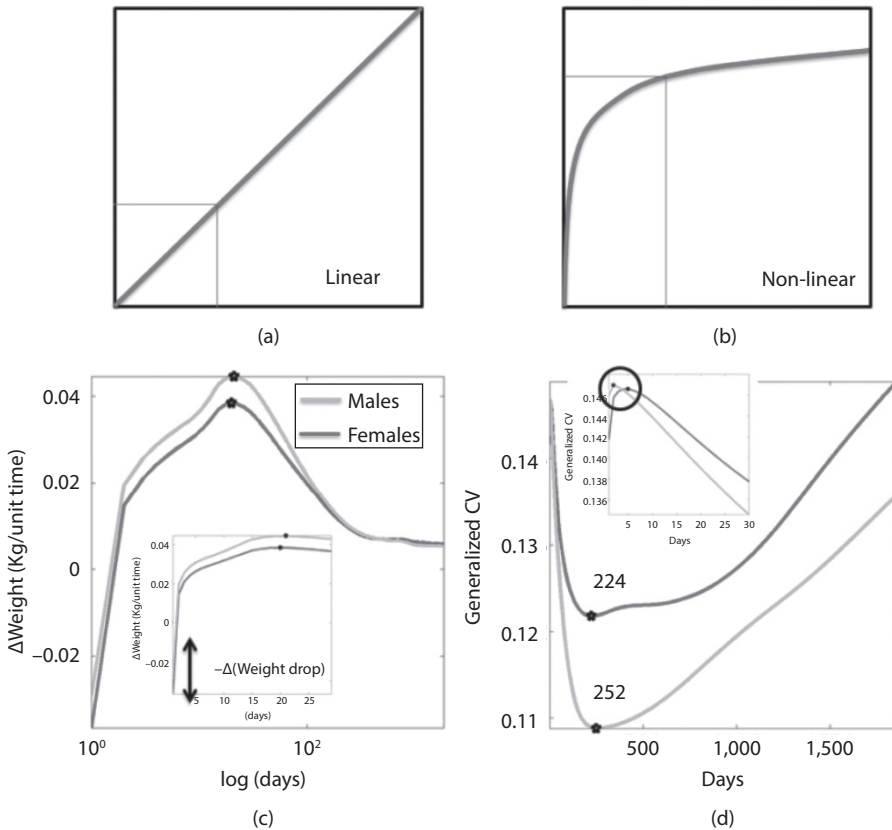 Linear
(a)
Non-linear
(b)
0.04
0.02
0
−0.02
10⁰
10²
log (days)
ΔWeight (Kg/unit time)
Males
Females
0.04
0.02
0
−0.02
ΔWeight (Kg/unit time)
−Δ(Weight drop)
5
10
15
20
25
(days)
(c)
0.14
0.13
0.12
0.11
Generalized CV
0.146
0.144
0.142
0.140
0.138
0.136
Generalized CV
5
10
15
20
25
30
Days
224
252
500
1,000
1,500
Days
(d)